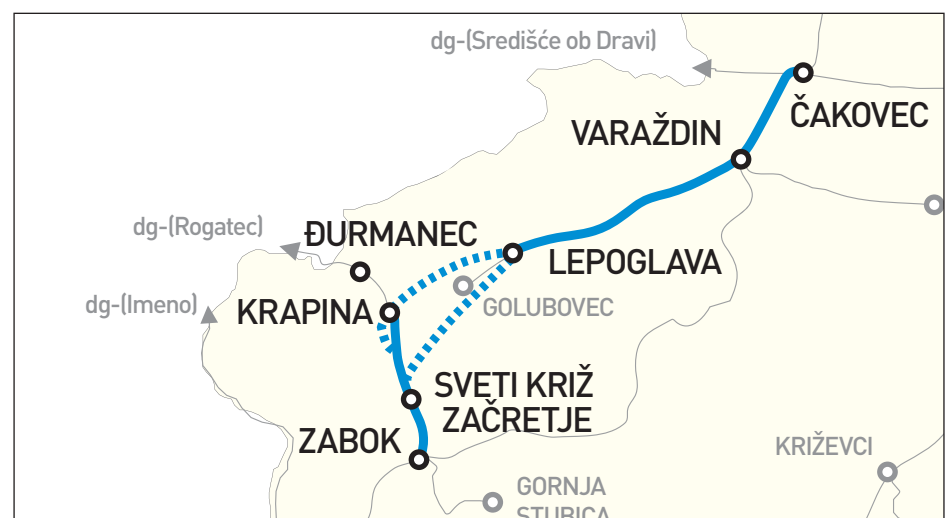 dg-(Središće ob Dravi)
ČAKOVEC
VARAŽDIN
dg-(Rogatec)
ĐURMANEC
LEPOGLAVA
dg-(Imeno)
KRAPINA
GOLUBOVEC
SVETI KRIŽ
ZAČRETJE
ZABOK
KRIŽEVCI
GORNJA
STUBICA